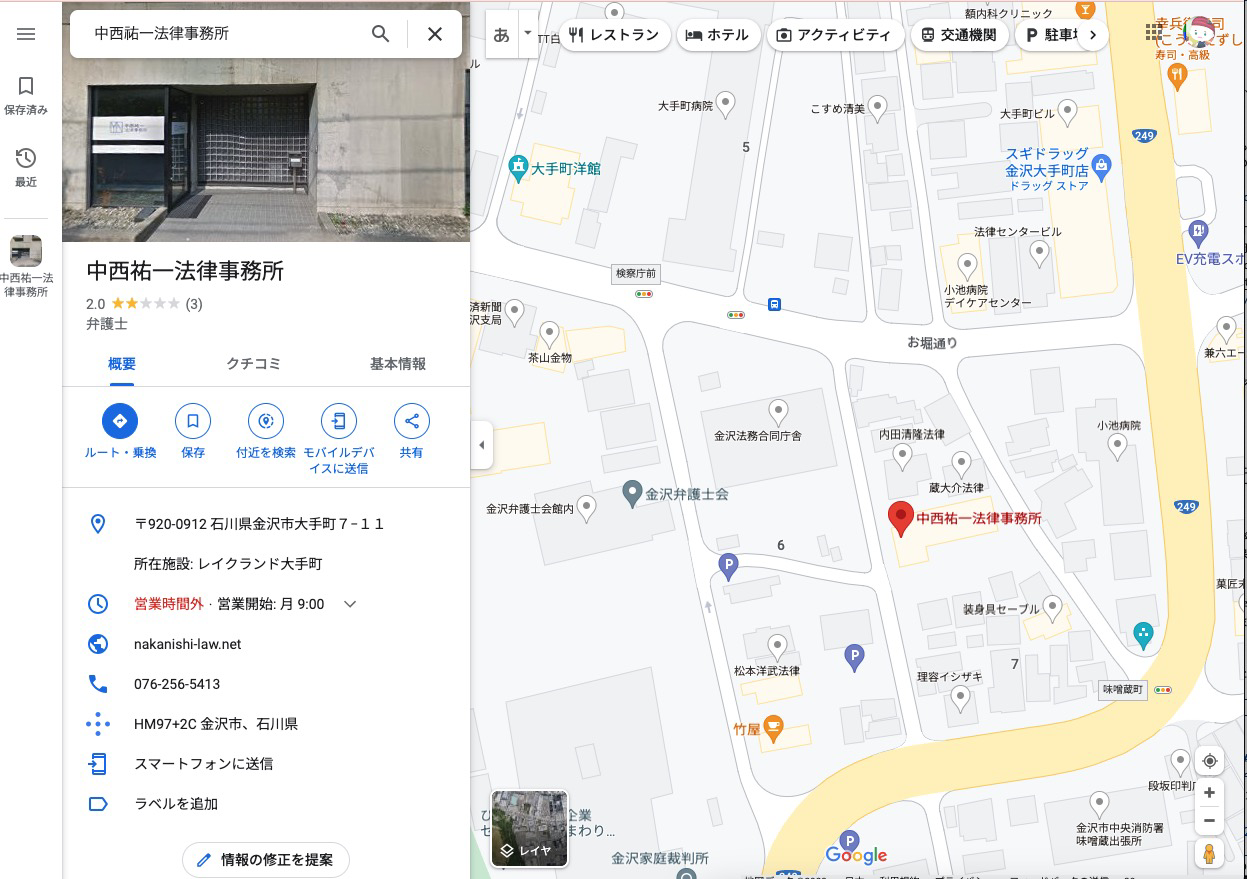 中西祐一法律事務所
保存済み
最近
中西祐一法
律事務所
中西祐一法律事務所
2.0
(3)
弁護士
概要
クチコミ
基本情報
ルート・乗換
保存
付近を検索
モバイルデバ
イスに送信
共有
〒920-0912 石川県金沢市大手町７−１１
所在施設: レイクランド大手町
営業時間外 · 営業開始: 月 9:00
nakanishi-law.net
076-256-5413
HM97+2C 金沢市、石川県
スマートフォンに送信
ラベルを追加
情報の修正を提案
あ
レストラン
ホテル
アクティビティ
交通機関
P 駐車場
額内科クリニック
寿司・高級
大手町病院
こすめ清美
大手町ビル
249
5
大手町洋館
スギドラッグ
金沢大手町店
ドラッグ ストア
法律センタービル
EV充電スポ
検察庁前
小池病院
デイケアセンター
済新聞
沢支局
茶山金物
お堀通り
兼六エー
金沢法務合同庁舎
内田清隆法律
小池病院
蔵大介法律
金沢弁護士会
金沢弁護士会館内
249
中西祐一法律事務所
6
P
菓匠末
装身具セーブル
松本洋武法律
P
7
理容イシザキ
味噌蔵町
竹屋
段坂印判店
企業
まわり...
レイヤ
P
Google
金沢市中央消防署
味噌蔵出張所
金沢家庭裁判所